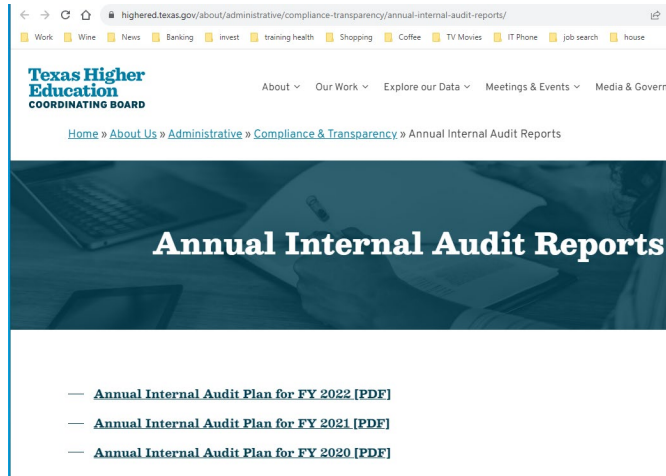 highered.texas.gov/about/administrative/compliance-transparency/annual-internal-audit-reports/
Work Wine News Banking invest training health Shopping Coffee TV Movies IT Phone job search house
Texas Higher
Education
COORDINATING BOARD
About Our Work Explore our Data Meetings & Events Media & Govern
Home » About Us » Administrative » Compliance & Transparency » Annual Internal Audit Reports
Annual Internal Audit Reports
— Annual Internal Audit Plan for FY 2022 [PDF]
— Annual Internal Audit Plan for FY 2021 [PDF]
— Annual Internal Audit Plan for FY 2020 [PDF]